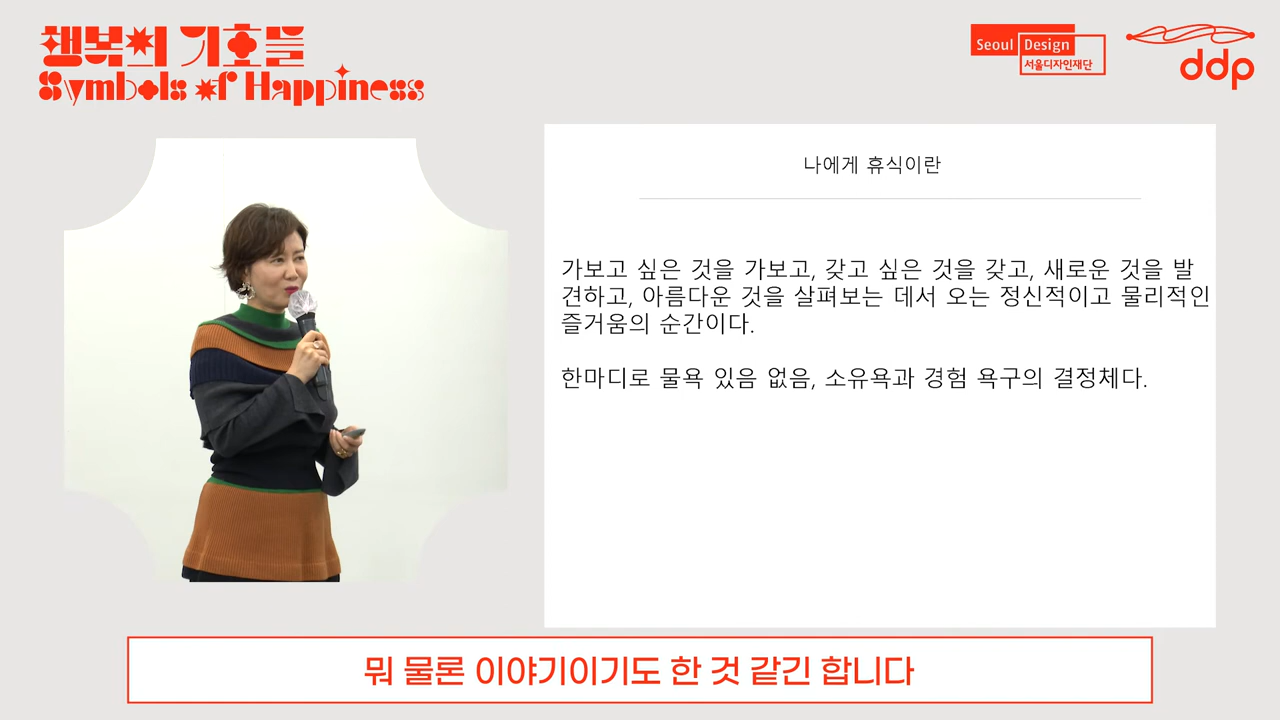 행복의 기호들
Symbols of Happiness
Seoul Design
서울디자인재단
ddp
나에게 휴식이란
가보고 싶은 것을 가보고, 갖고 싶은 것을 갖고, 새로운 것을 발
견하고, 아름다운 것을 살펴보는 데서 오는 정신적이고 물리적인
즐거움의 순간이다.
한마디로 물욕 있음 없음, 소유욕과 경험 욕구의 결정체다.
뭐 물론 이야기이기도 한 것 같긴 합니다